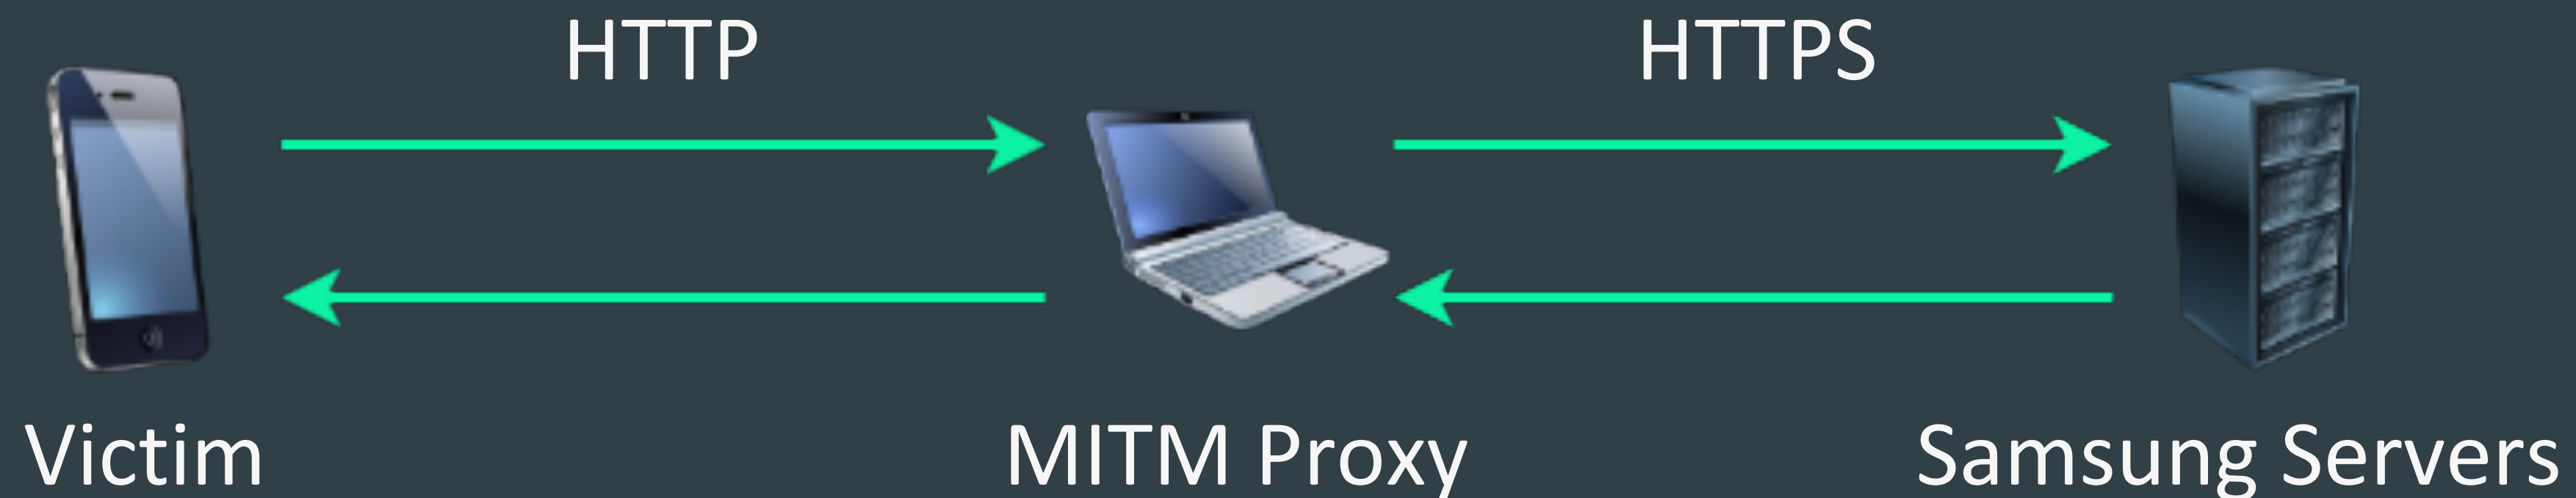 HTTP
HTTPS
Victim
MITM Proxy
Samsung Servers